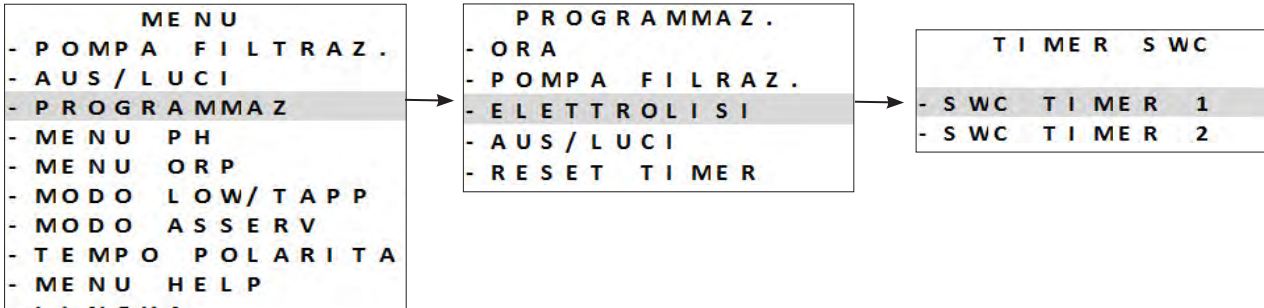 MENU
- POMPA FILTRAZ.
- AUS/LUCI
- PROGRAMMAZ
- MENU PH
- MENU ORP
- MODO LOW/TAPP
- MODO ASSERV
- TEMPO POLARITA
- MENU HELP
PROGRAMMAZ.
- ORA
- POMPA FILRAZ.
- ELETTROLISI
- AUS/LUCI
- RESET TIMER
TIMER SWC
- SWC TIMER 1
- SWC TIMER 2